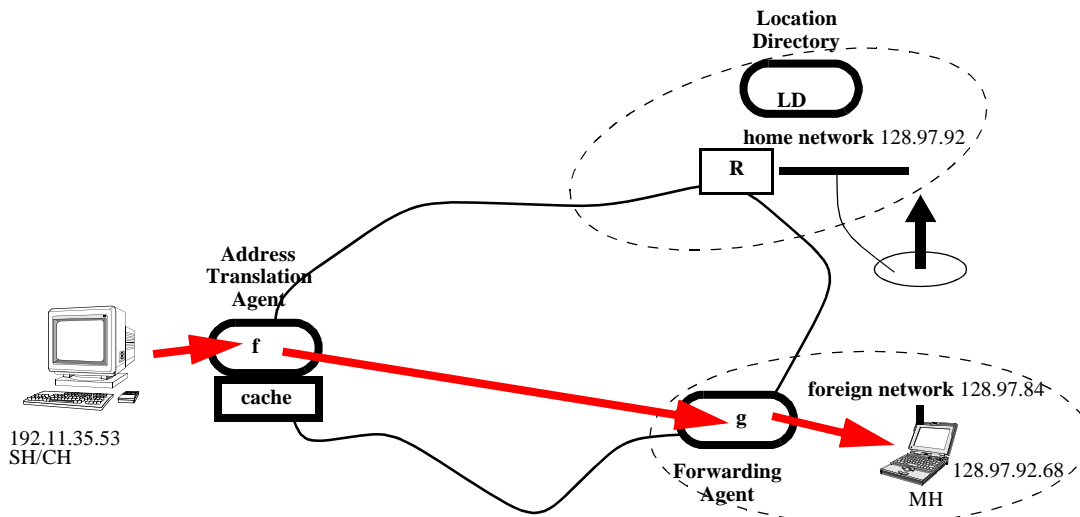 Location
Directory
LD
home network 128.97.92
R
Address
Translation
Agent
f
cache
192.11.35.53
SH/CH
foreign network 128.97.84
g
Forwarding
Agent
128.97.92.68
MH